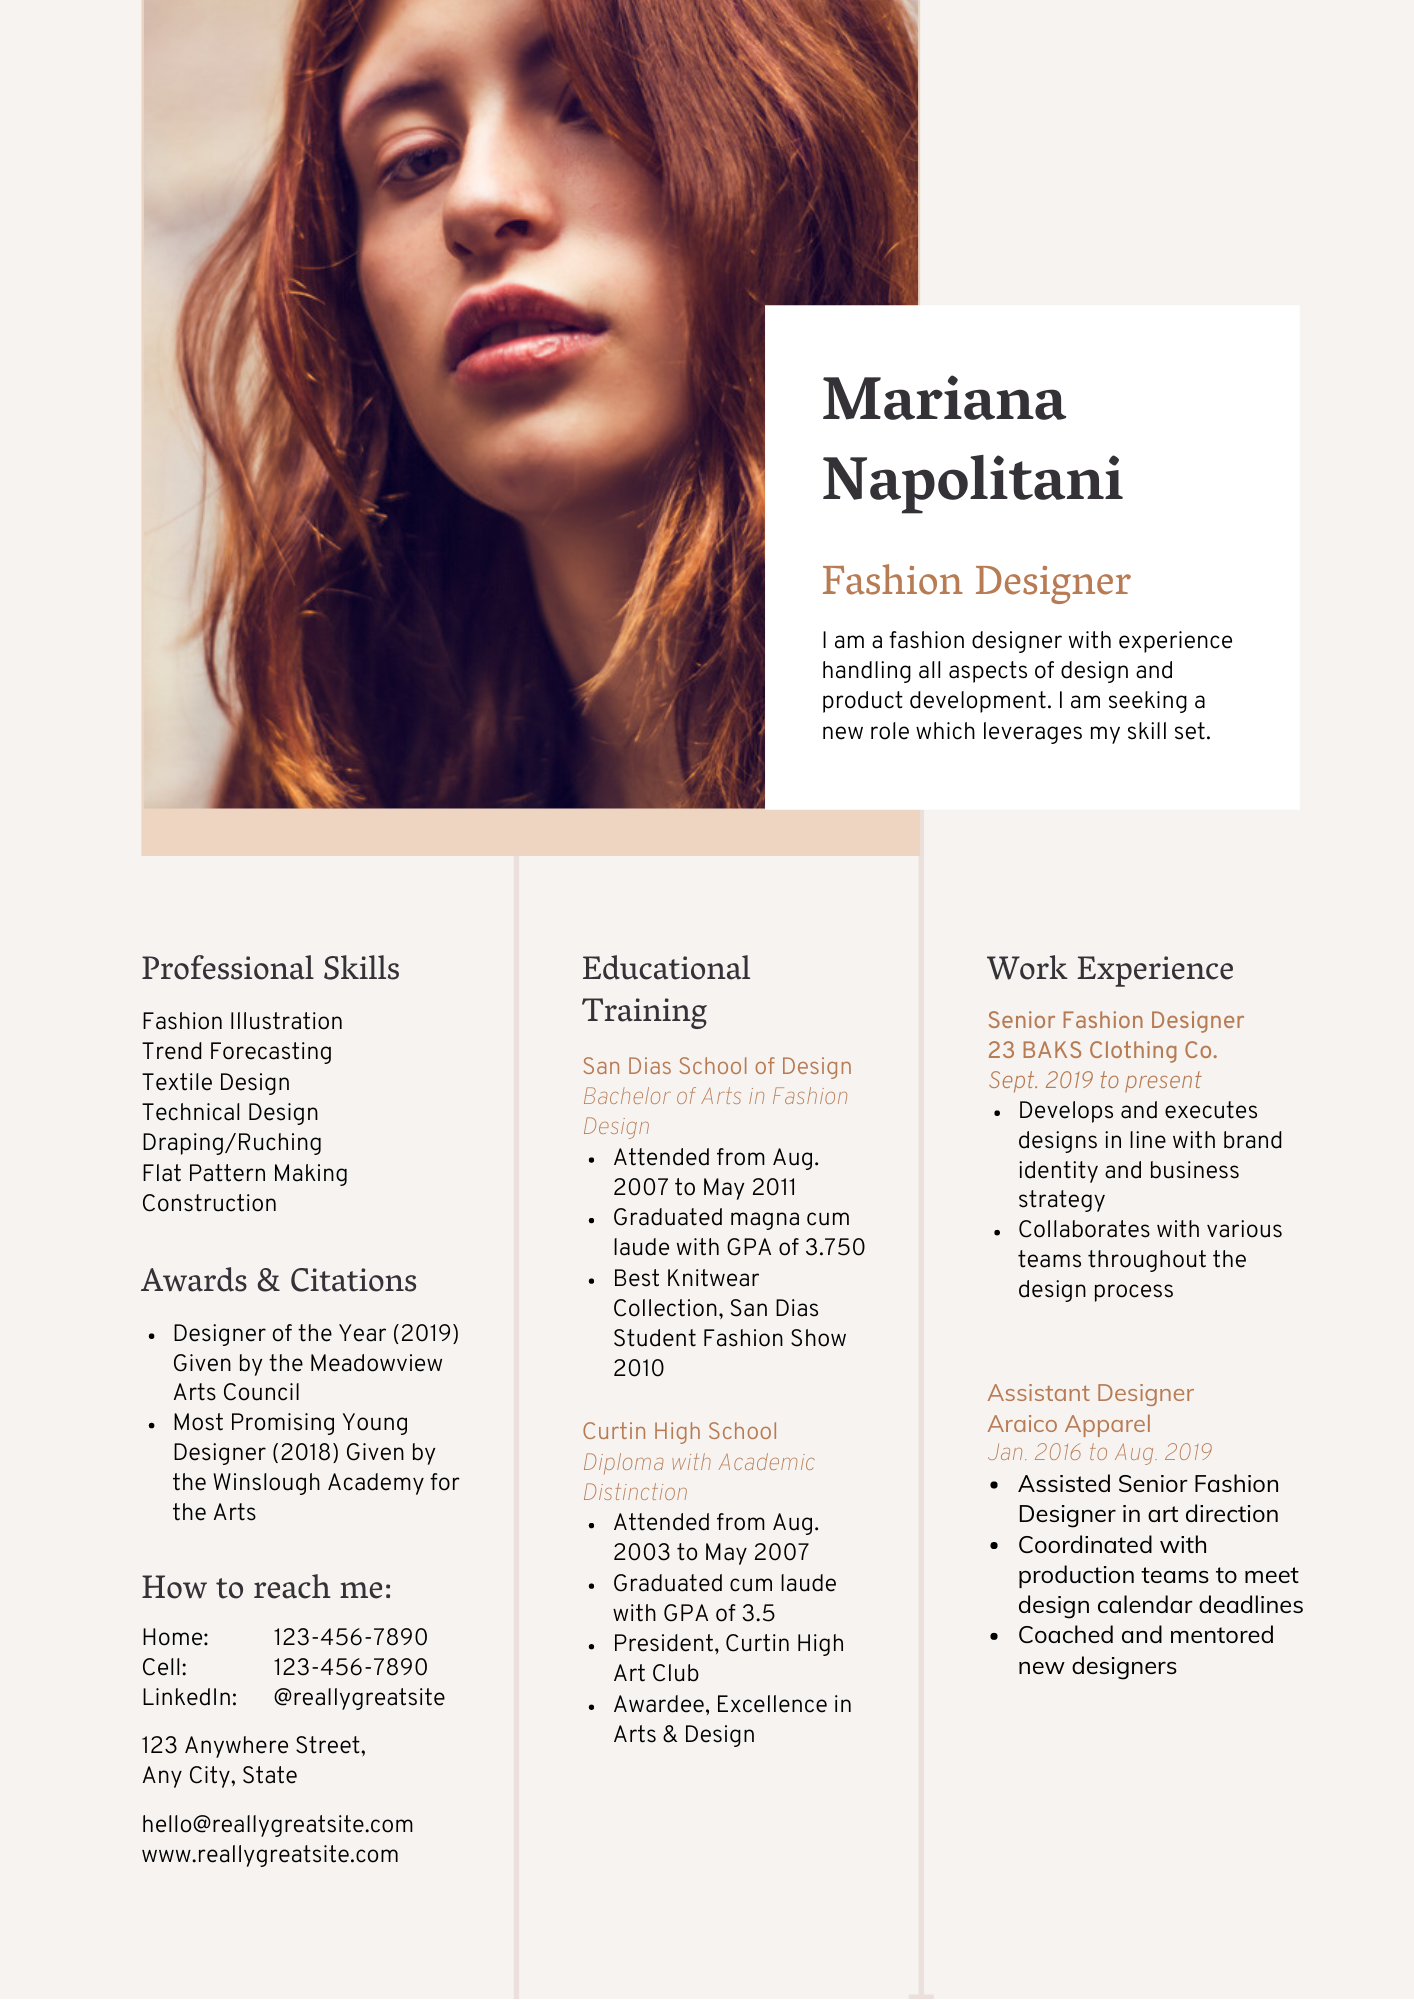 Mariana
Napolitani
Fashion Designer
I am a fashion designer with experience
handling all aspects of design and
product development. I am seeking a
new role which leverages my skill set.
Professional Skills
Fashion Illustration
Trend Forecasting
Textile Design
Technical Design
Draping/Ruching
Flat Pattern Making
Construction
Awards & Citations
• Designer of the Year (2019)
Given by the Meadowview
Arts Council
• Most Promising Young
Designer (2018) Given by
the Winslough Academy for
the Arts
How to reach me:
Home: 123-456-7890
Cell: 123-456-7890
LinkedIn: @reallygreatsite
123 Anywhere Street,
Any City, State
hello@reallygreatsite.com
www.reallygreatsite.com
Educational
Training
San Dias School of Design
Bachelor of Arts in Fashion
Design
• Attended from Aug.
2007 to May 2011
• Graduated magna cum
laude with GPA of 3.750
• Best Knitwear
Collection, San Dias
Student Fashion Show
2010
Curtin High School
Diploma with Academic
Distinction
• Attended from Aug.
2003 to May 2007
• Graduated cum laude
with GPA of 3.5
• President, Curtin High
Art Club
• Awardee, Excellence in
Arts & Design
Work Experience
Senior Fashion Designer
23 BAKS Clothing Co.
Sept. 2019 to present
• Develops and executes
designs in line with brand
identity and business
strategy
• Collaborates with various
teams throughout the
design process
Assistant Designer
Araico Apparel
Jan. 2016 to Aug. 2019
• Assisted Senior Fashion
Designer in art direction
• Coordinated with
production teams to meet
design calendar deadlines
• Coached and mentored
new designers